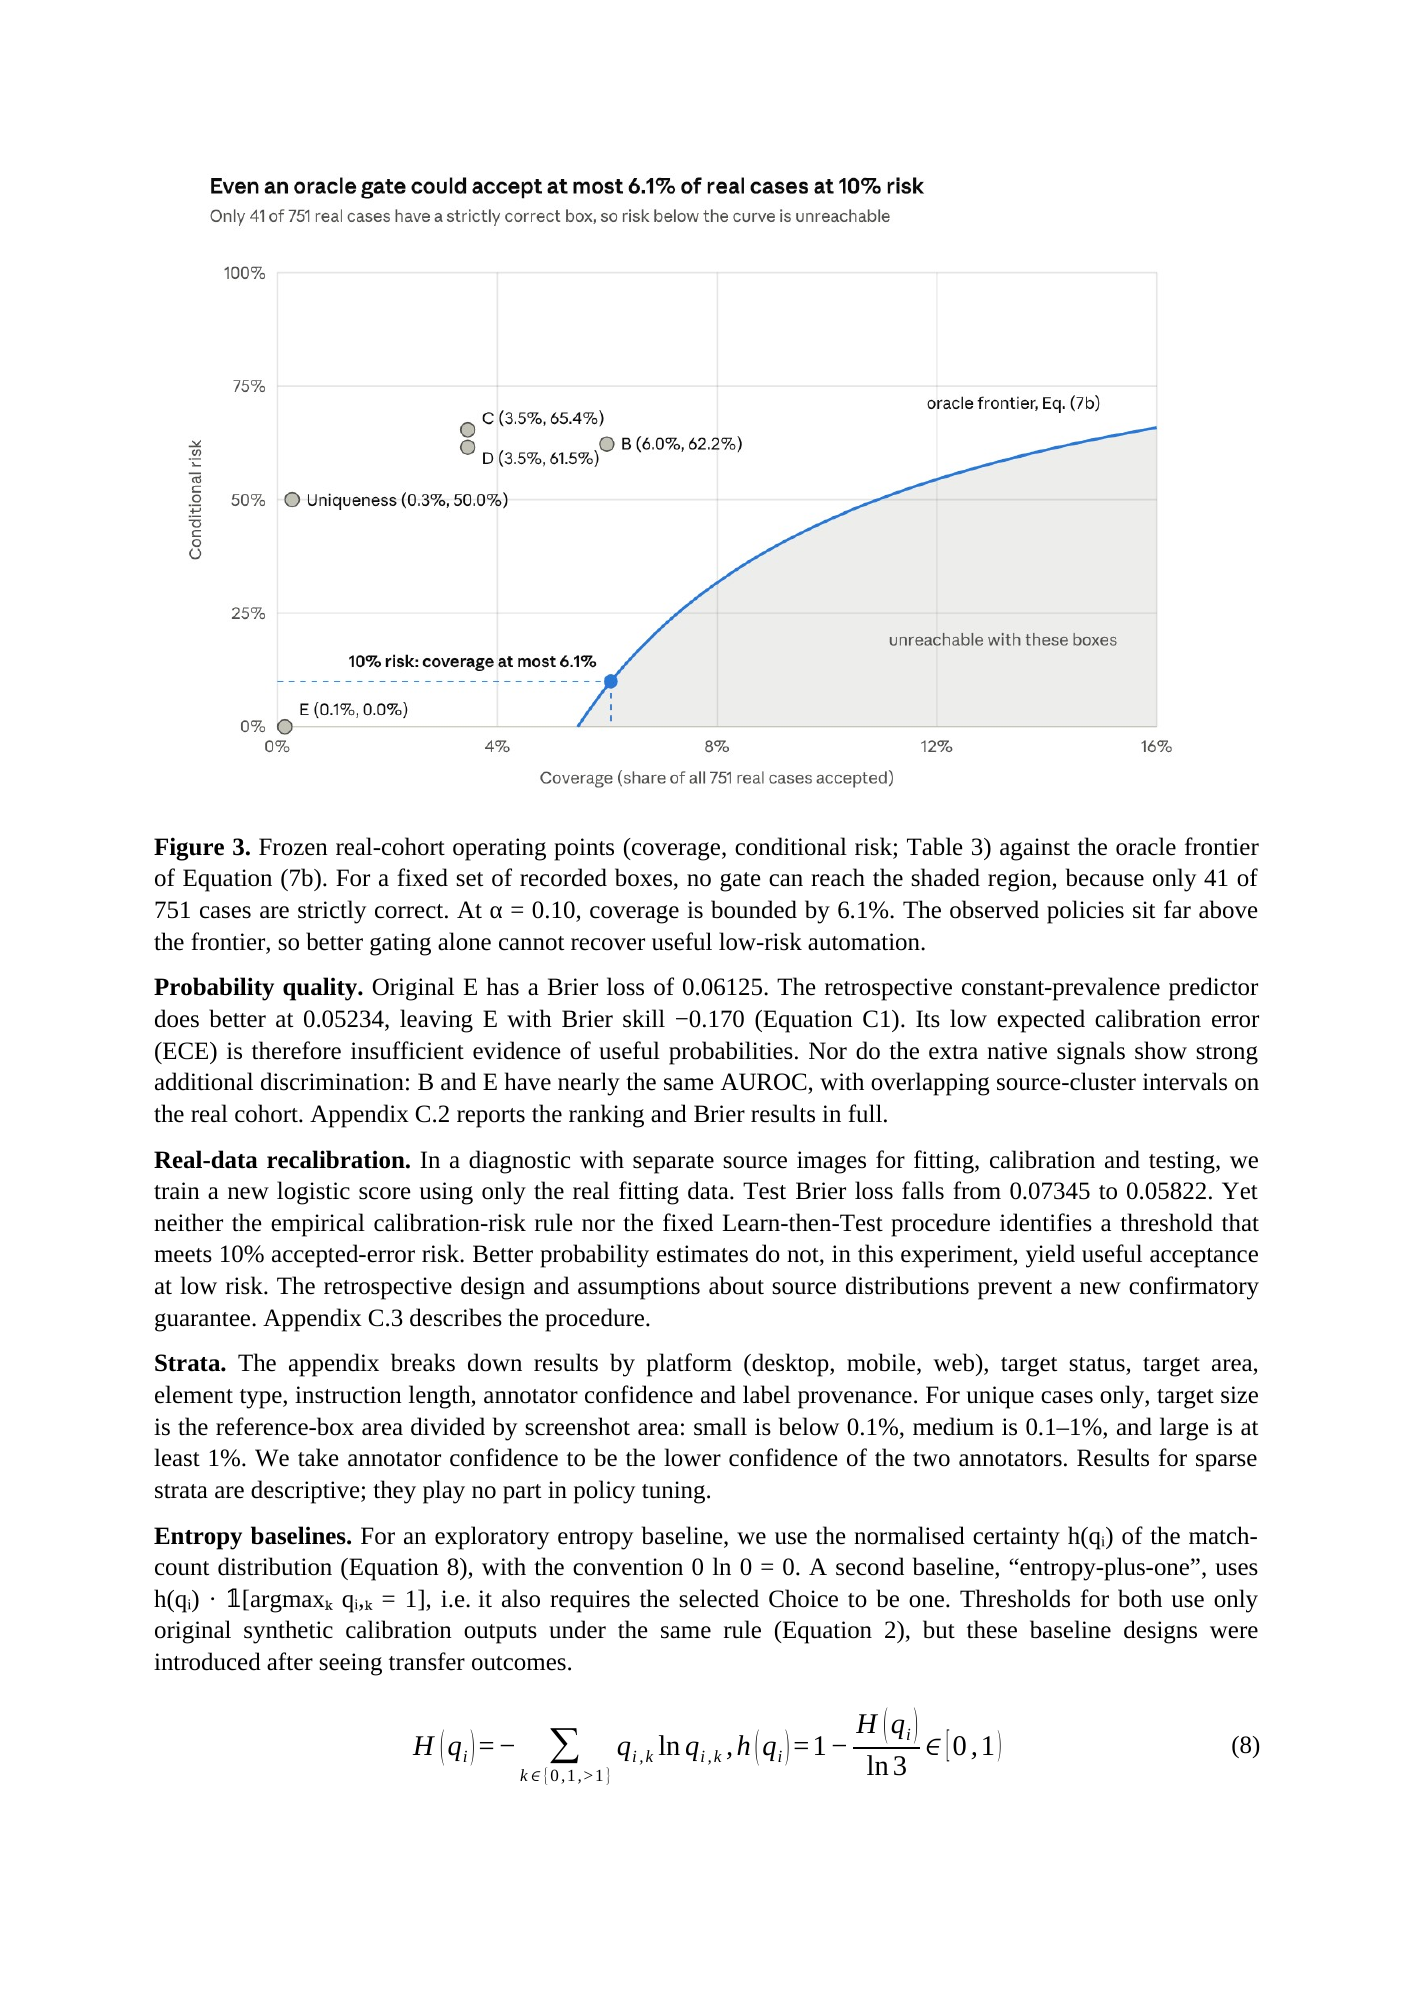 Even an oracle gate could accept at most 6.1% of real cases at 10% risk
Only 41 of 751 real cases have a strictly correct box, so risk below the curve is unreachable
100%
75%
50%
25%
0%
Conditional risk
oracle frontier, Eq. (7b)
C (3.5%, 65.4%)
B (6.0%, 62.2%)
D (3.5%, 61.5%)
Uniqueness (0.3%, 50.0%)
unreachable with these boxes
10% risk: coverage at most 6.1%
E (0.1%, 0.0%)
0%
4%
8%
12%
16%
Coverage (share of all 751 real cases accepted)
Figure 3. Frozen real-cohort operating points (coverage, conditional risk; Table 3) against the oracle frontier
of Equation (7b). For a fixed set of recorded boxes, no gate can reach the shaded region, because only 41 of
751 cases are strictly correct. At α = 0.10, coverage is bounded by 6.1%. The observed policies sit far above
the frontier, so better gating alone cannot recover useful low-risk automation.
Probability quality. Original E has a Brier loss of 0.06125. The retrospective constant-prevalence predictor
does better at 0.05234, leaving E with Brier skill −0.170 (Equation C1). Its low expected calibration error
(ECE) is therefore insufficient evidence of useful probabilities. Nor do the extra native signals show strong
additional discrimination: B and E have nearly the same AUROC, with overlapping source-cluster intervals on
the real cohort. Appendix C.2 reports the ranking and Brier results in full.
Real-data recalibration. In a diagnostic with separate source images for fitting, calibration and testing, we
train a new logistic score using only the real fitting data. Test Brier loss falls from 0.07345 to 0.05822. Yet
neither the empirical calibration-risk rule nor the fixed Learn-then-Test procedure identifies a threshold that
meets 10% accepted-error risk. Better probability estimates do not, in this experiment, yield useful acceptance
at low risk. The retrospective design and assumptions about source distributions prevent a new confirmatory
guarantee. Appendix C.3 describes the procedure.
Strata. The appendix breaks down results by platform (desktop, mobile, web), target status, target area,
element type, instruction length, annotator confidence and label provenance. For unique cases only, target size
is the reference-box area divided by screenshot area: small is below 0.1%, medium is 0.1–1%, and large is at
least 1%. We take annotator confidence to be the lower confidence of the two annotators. Results for sparse
strata are descriptive; they play no part in policy tuning.
Entropy baselines. For an exploratory entropy baseline, we use the normalised certainty h(qᵢ) of the match-
count distribution (Equation 8), with the convention 0 ln 0 = 0. A second baseline, “entropy-plus-one”, uses
h(qᵢ) · 𝟙[argmaxₖ qᵢ,ₖ = 1], i.e. it also requires the selected Choice to be one. Thresholds for both use only
original synthetic calibration outputs under the same rule (Equation 2), but these baseline designs were
introduced after seeing transfer outcomes.
H(qᵢ)=−∑k∈{0,1,>1} qᵢ,ₖ ln qᵢ,ₖ, h(qᵢ)=1−H(qᵢ)/ln 3 ∈[0,1) (8)